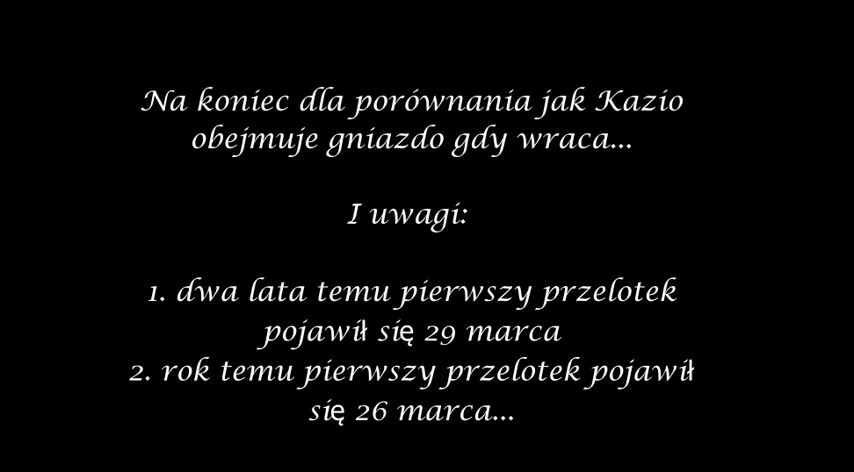 Na koniec dla porównania jak Kazio
obejmuje gniazdo gdy wraca...
I uwagi:
1. dwa lata temu pierwszy przelotek
pojawił się 29 marca
2. rok temu pierwszy przelotek pojawił
się 26 marca...